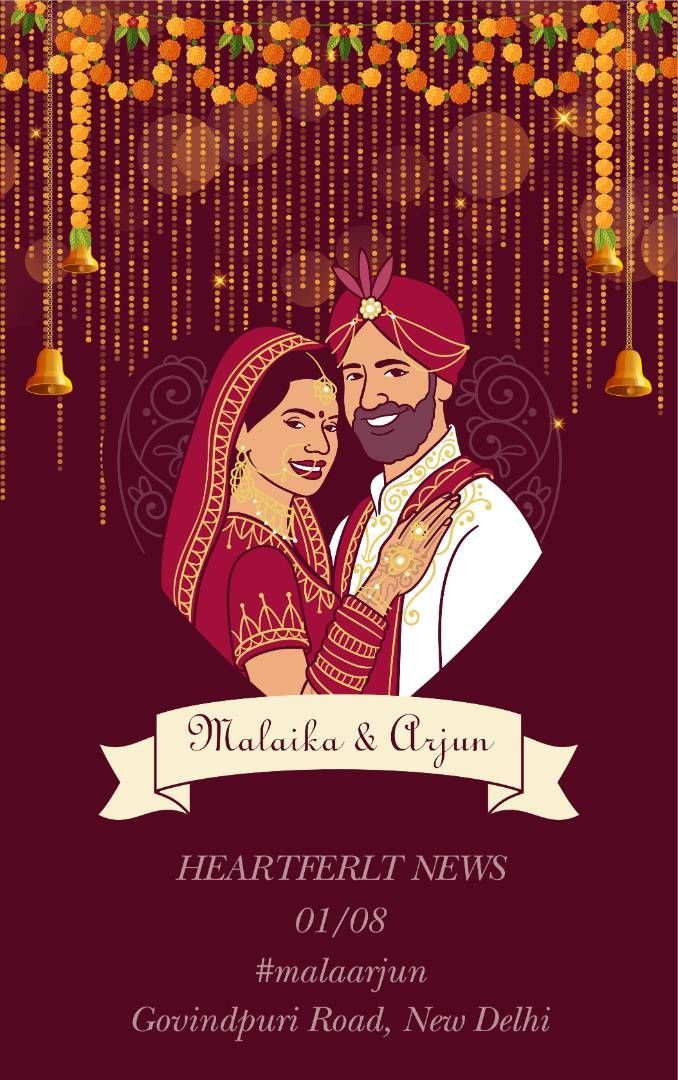 Malaika & Arjun
HEARTFERLT NEWS
01/08
#malaarjun
Govindpuri Road, New Delhi